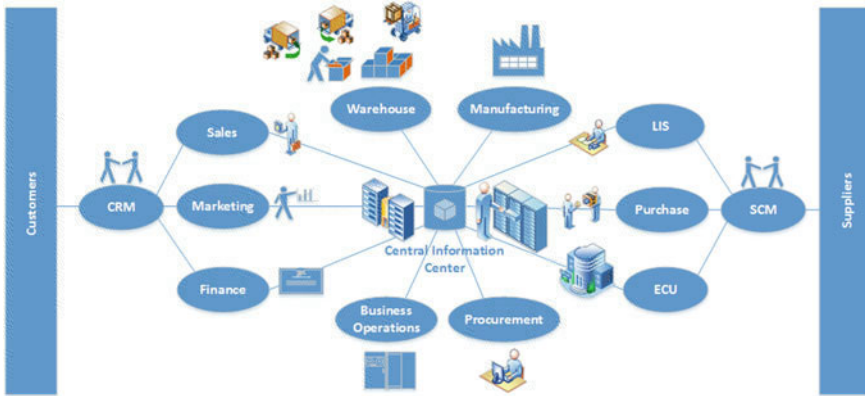 Customers
CRM
Sales
Marketing
Finance
Warehouse
Manufacturing
Central Information
Center
Business
Operations
Procurement
LIS
Purchase
ECU
SCM
Suppliers